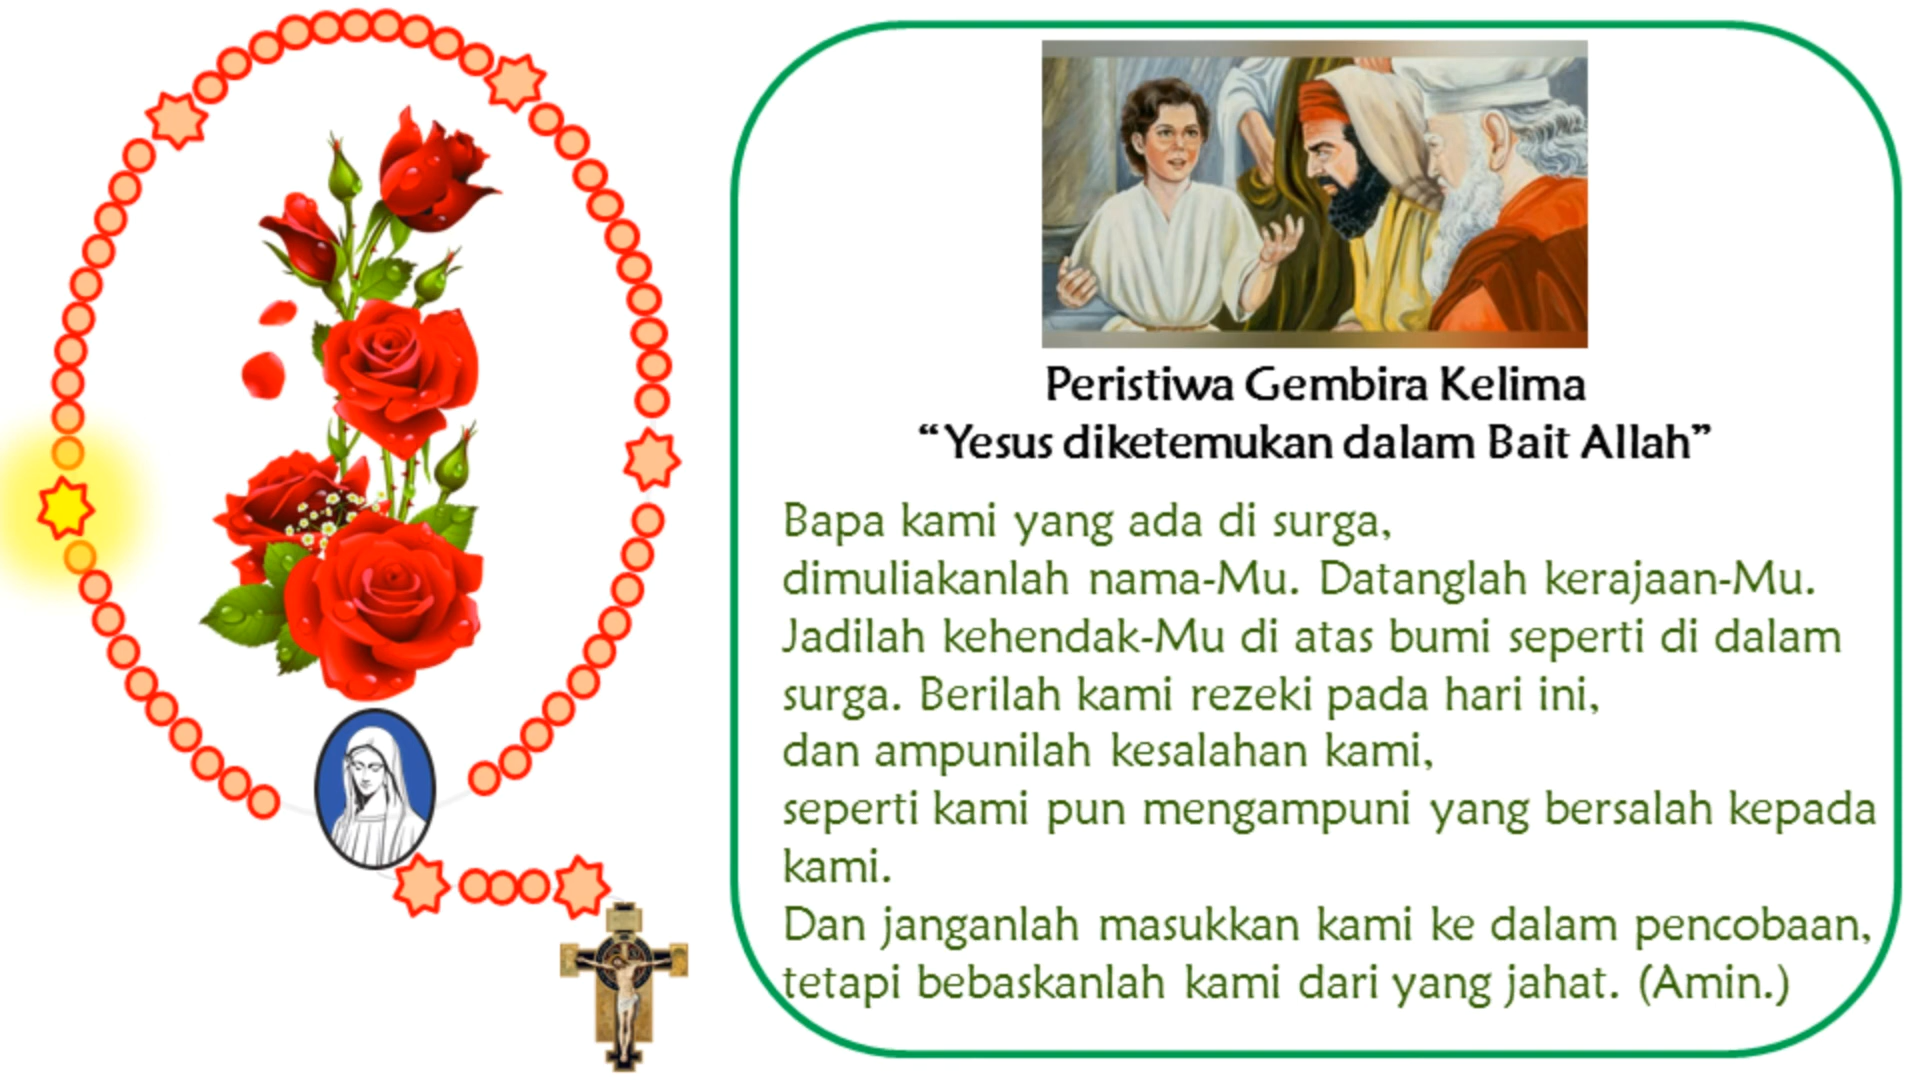 Peristiwa Gembira Kelima
“Yesus diketemukan dalam Bait Allah”
Bapa kami yang ada di surga,
dimuliakanlah nama-Mu. Datanglah kerajaan-Mu.
Jadilah kehendak-Mu di atas bumi seperti di dalam
surga. Berilah kami rezeki pada hari ini,
dan ampunilah kesalahan kami,
seperti kami pun mengampuni yang bersalah kepada
kami.
Dan janganlah masukkan kami ke dalam pencobaan,
tetapi bebaskanlah kami dari yang jahat. (Amin.)